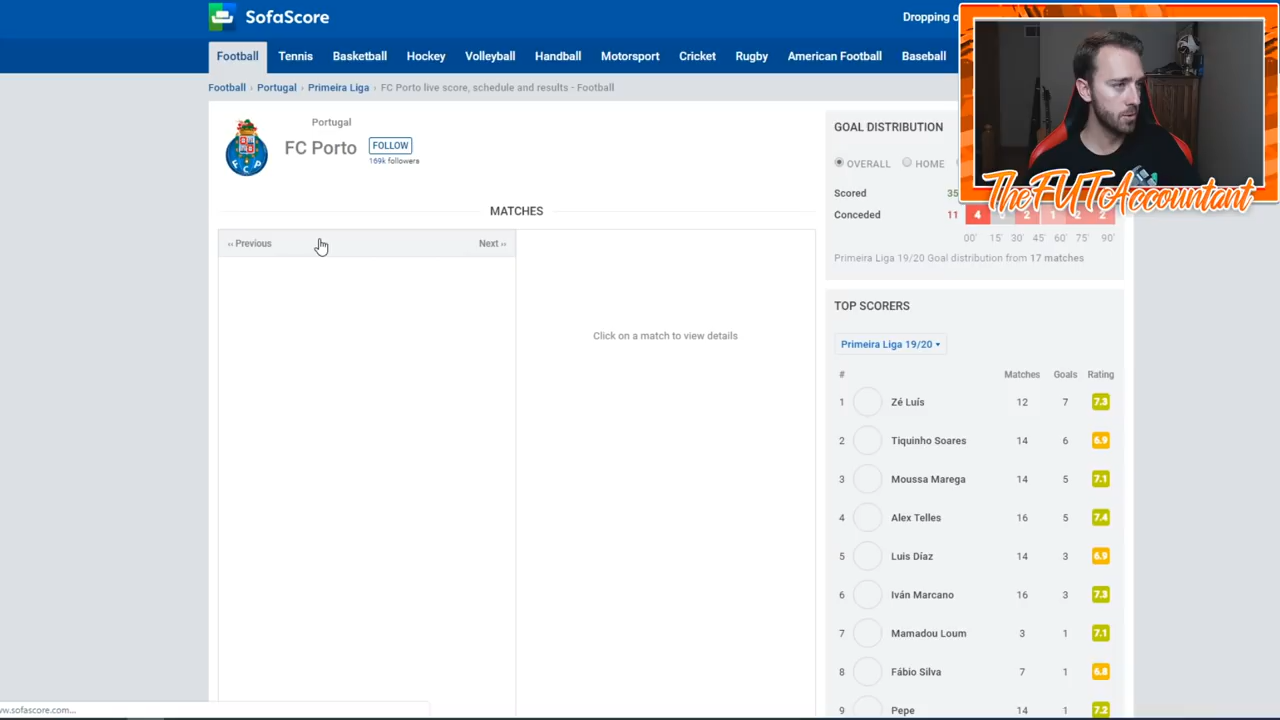 SofaScore
Dropping o
Football Tennis Basketball Hockey Volleyball Handball Motorsport Cricket Rugby American Football Baseball
Football › Portugal › Primeira Liga › FC Porto live score, schedule and results - Football
Portugal
FC Porto
FOLLOW
169k followers
MATCHES
‹‹ Previous
Next ››
Click on a match to view details
GOAL DISTRIBUTION
OVERALL HOME
Scored 35
Conceded 11 4 2 1 2 2
00' 15' 30' 45' 60' 75' 90'
Primeira Liga 19/20 Goal distribution from 17 matches
TheFUTAccountant
TOP SCORERS
Primeira Liga 19/20
# Matches Goals Rating
1 Zé Luís 12 7 7.3
2 Tiquinho Soares 14 6 6.9
3 Moussa Marega 14 5 7.1
4 Alex Telles 16 5 7.4
5 Luis Díaz 14 3 6.9
6 Iván Marcano 16 3 7.3
7 Mamadou Loum 3 1 7.1
8 Fábio Silva 7 1 6.8
9 Pepe 14 1 7.2
ww.sofascore.com...